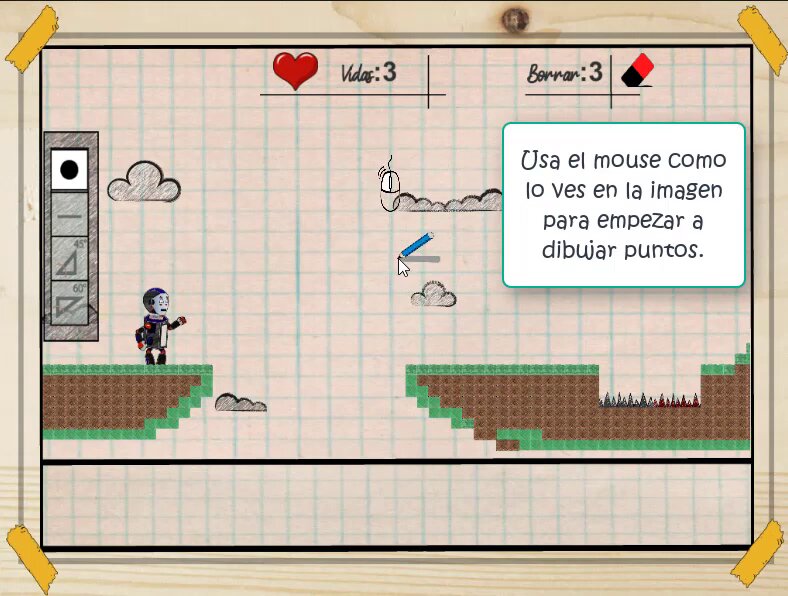 Vidas:3
Borrar:3
Usa el mouse como
lo ves en la imagen
para empezar a
dibujar puntos.
45°
60°